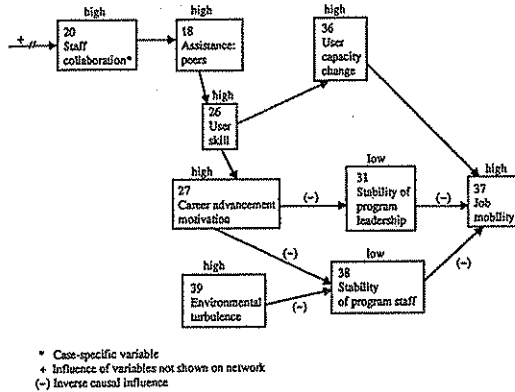 high
20
Staff
collaboration*
+
high
18
Assistance:
peers
high
36
User
capacity
change
high
26
User
skill
high
27
Career advancement
motivation
(-)
low
31
Stability of
program
leadership
(-)
high
37
Job
mobility
(-)
high
39
Environmental
turbulence
(-)
low
38
Stability
of program staff
(-)
* Case-specific variable
+ Influence of variables not shown on network
(-) Inverse causal influence